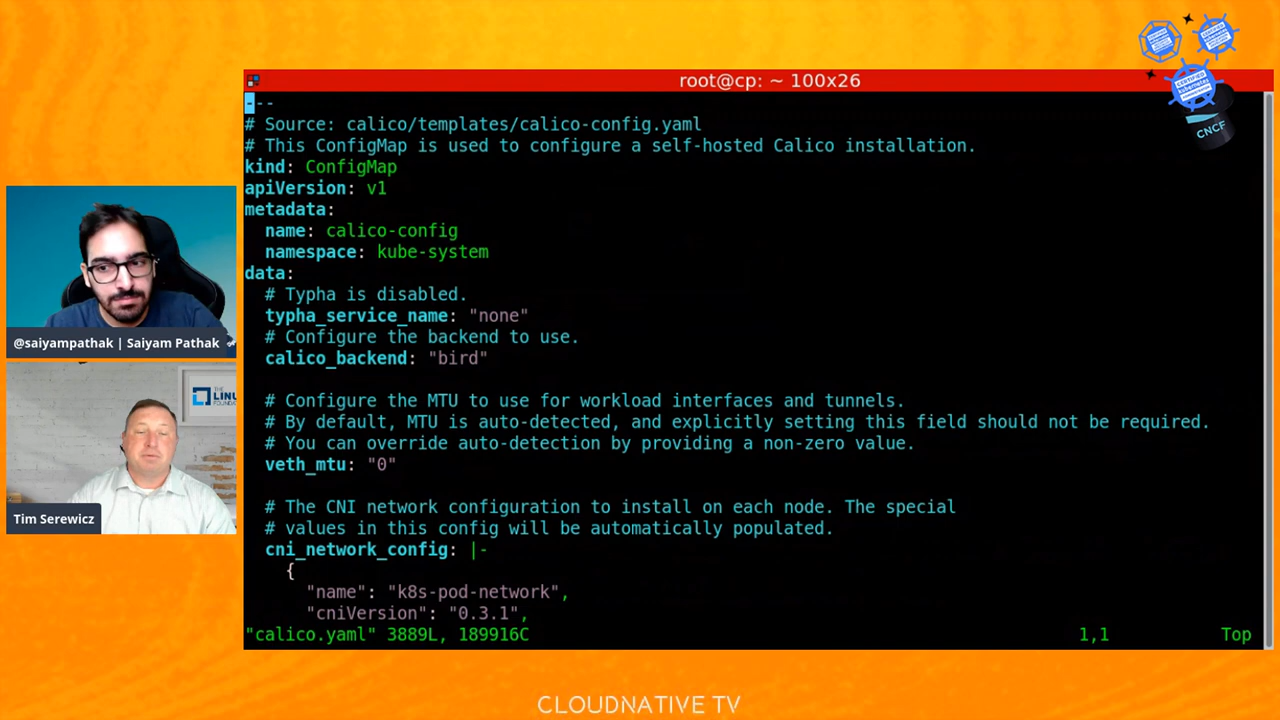 root@cp: ~ 100x26
---
# Source: calico/templates/calico-config.yaml
# This ConfigMap is used to configure a self-hosted Calico installation.
kind: ConfigMap
apiVersion: v1
metadata:
  name: calico-config
  namespace: kube-system
data:
  # Typha is disabled.
  typha_service_name: "none"
  # Configure the backend to use.
  calico_backend: "bird"
  # Configure the MTU to use for workload interfaces and tunnels.
  # By default, MTU is auto-detected, and explicitly setting this field should not be required.
  # You can override auto-detection by providing a non-zero value.
  veth_mtu: "0"
  # The CNI network configuration to install on each node. The special
  # values in this config will be automatically populated.
  cni_network_config: |-
    {
      "name": "k8s-pod-network",
      "cniVersion": "0.3.1",
"calico.yaml" 3889L, 189916C 1,1 Top
@saiyampathak | Saiyam Pathak
THE
LINU
FOUNDAT
Tim Serewicz
CERTIFIED
kubernetes
CNCF
CLOUDNATIVE TV